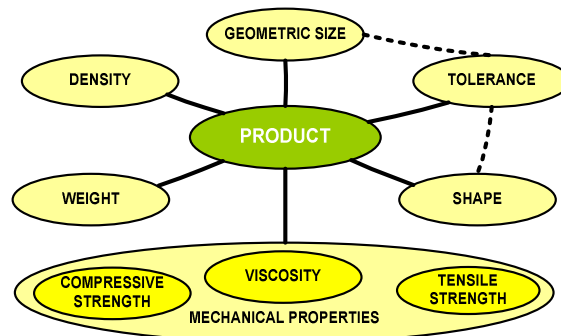 GEOMETRIC SIZE
DENSITY
TOLERANCE
PRODUCT
WEIGHT
SHAPE
COMPRESSIVE
STRENGTH
VISCOSITY
TENSILE
STRENGTH
MECHANICAL PROPERTIES